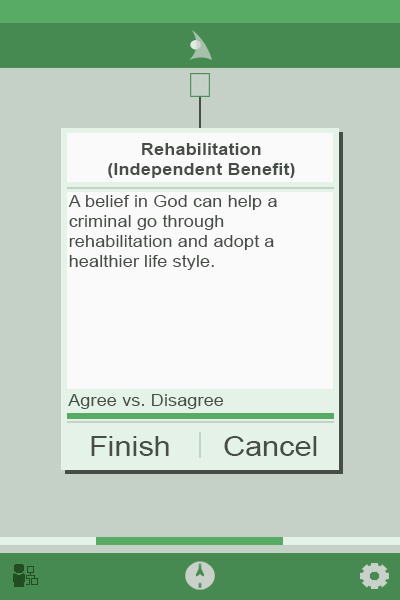 Rehabilitation
(Independent Benefit)
A belief in God can help a
criminal go through
rehabilitation and adopt a
healthier life style.
Agree vs. Disagree
Finish
Cancel